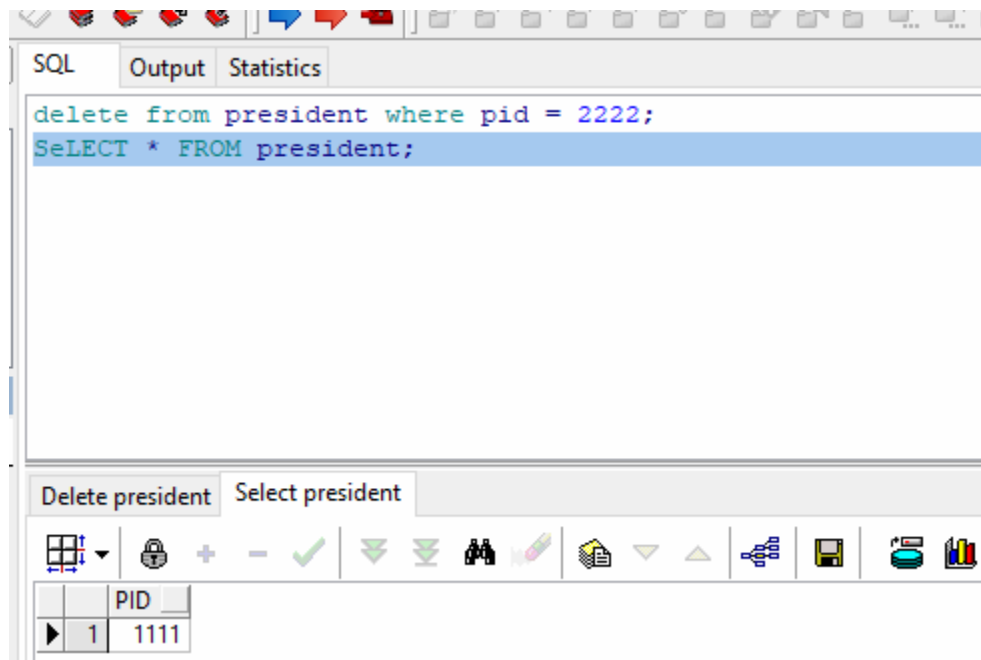 SQL Output Statistics
delete from president where pid = 2222;
SeLECT * FROM president;
Delete president Select president
PID
1 1111